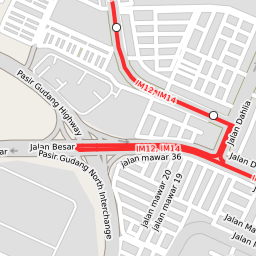 IM12, IM14
Jalan Dahlia
Pasir Gudang Highway
Jalan Besar
IM12, IM14
jalan mawar 36
Jalan D
Pasir Gudang North Interchange
jalan mawar 20
jalan mawar 19
Jalan Ma
Jalan